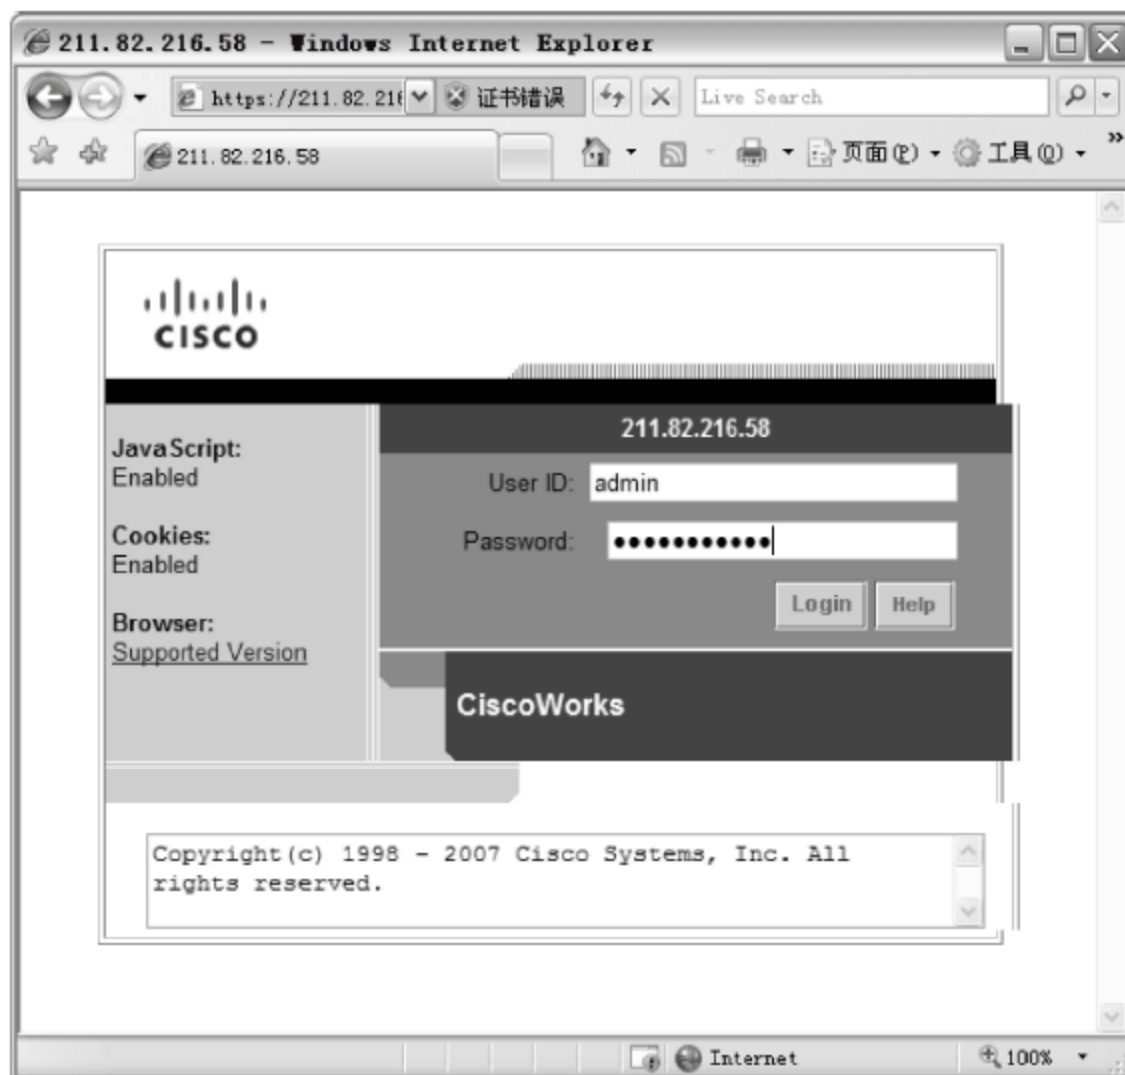 211.82.216.58 - Windows Internet Explorer
https://211.82.216 证书错误 Live Search
211.82.216.58 页面(P) 工具(O) »
CISCO
211.82.216.58
JavaScript:
Enabled
User ID: admin
Cookies:
Enabled
Password: ●●●●●●●●●●●
Login Help
Browser:
Supported Version
CiscoWorks
Copyright(c) 1998 - 2007 Cisco Systems, Inc. All
rights reserved.
Internet 100%